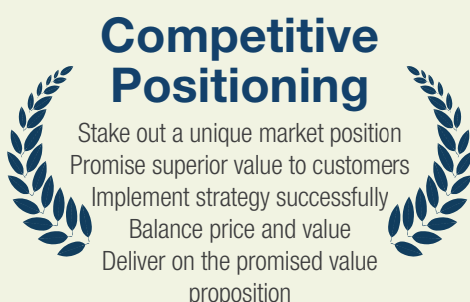 Competitive
Positioning
Stake out a unique market position
Promise superior value to customers
Implement strategy successfully
Balance price and value
Deliver on the promised value
proposition